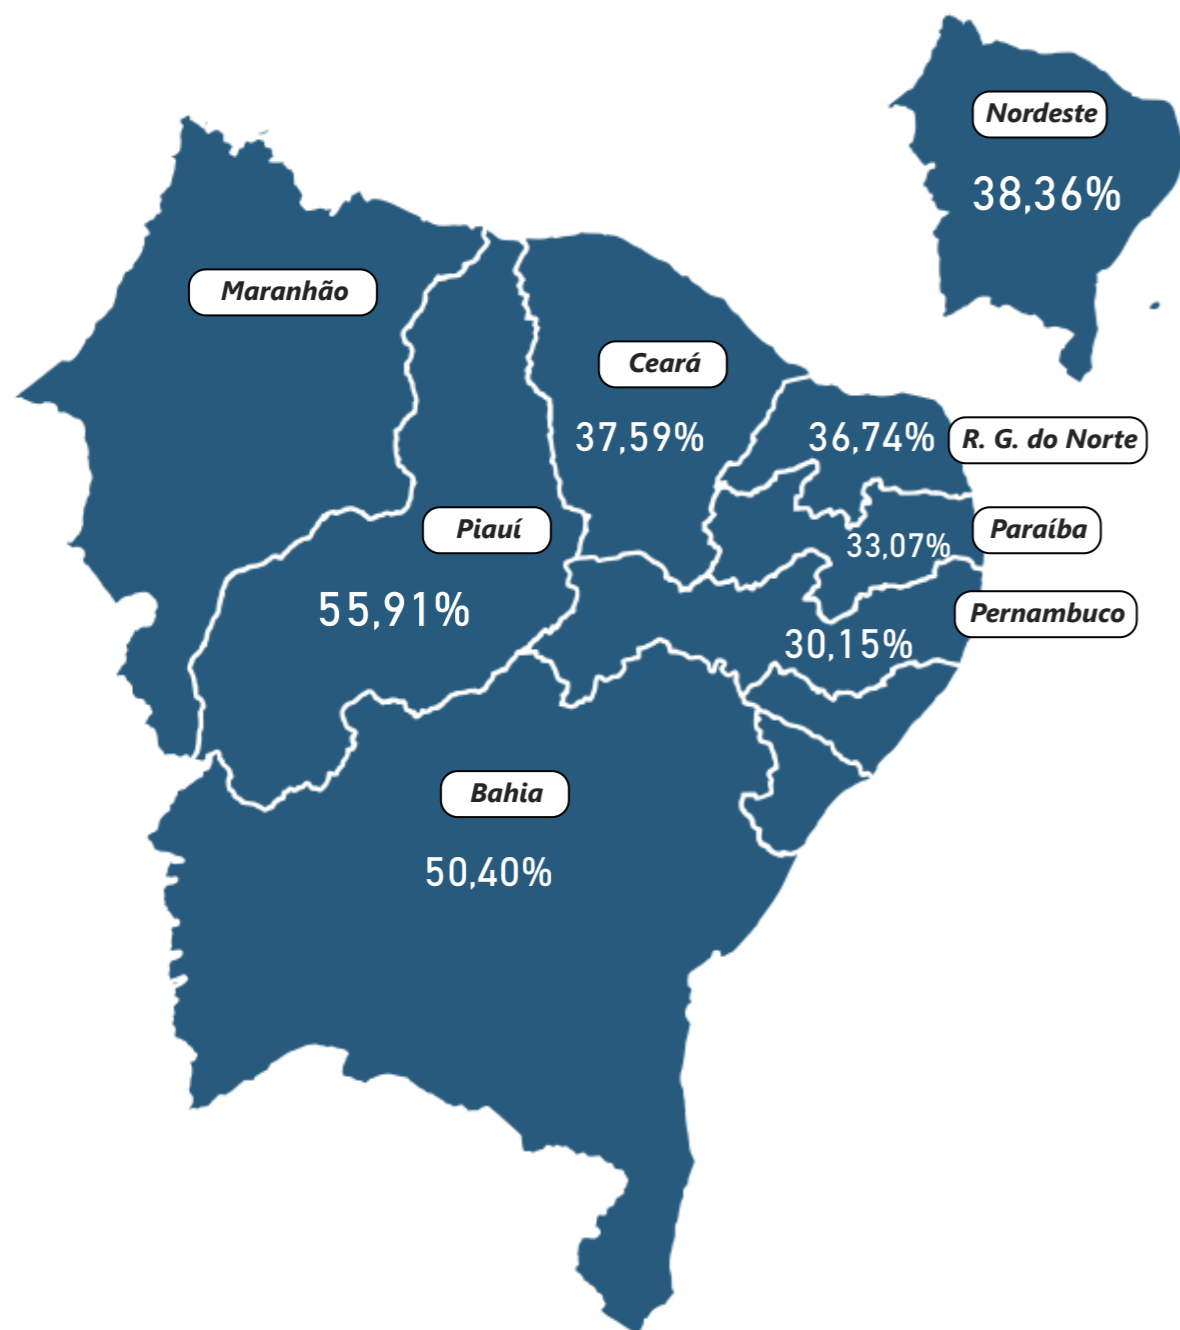 Nordeste
38,36%
Maranhão
Ceará
37,59%
36,74%
R. G. do Norte
Piauí
55,91%
33,07%
Paraíba
Pernambuco
30,15%
Bahia
50,40%